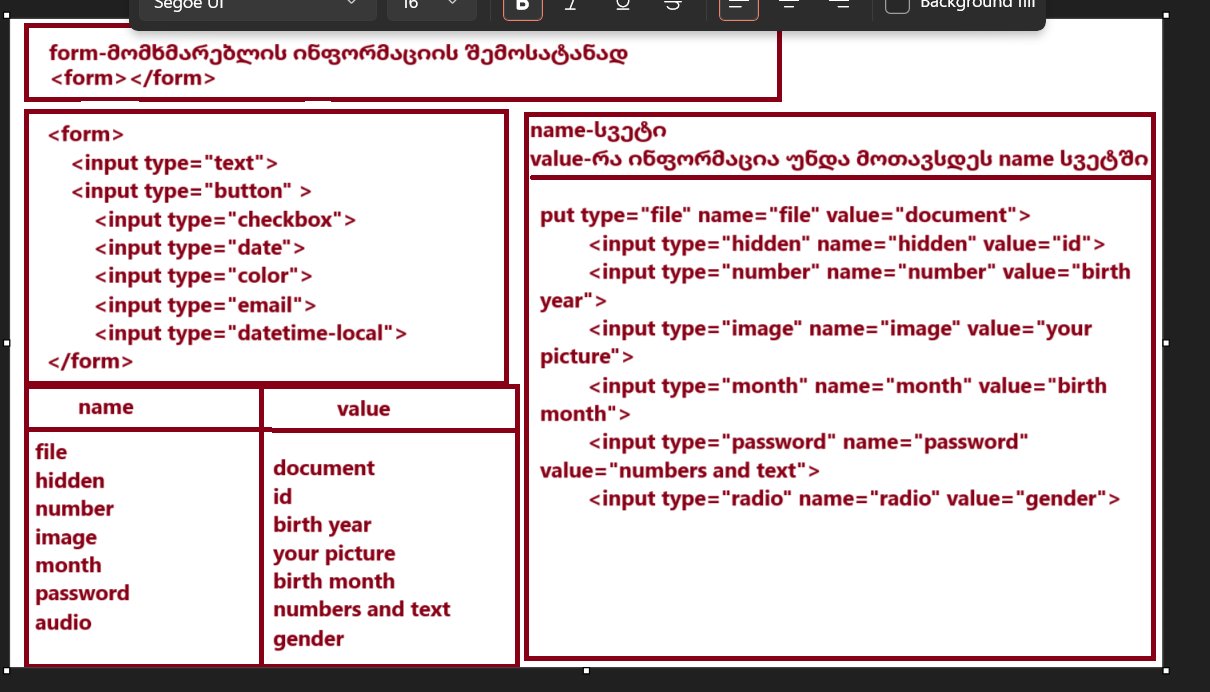 Segoe UI 16 B I U S Background fill
form-მომხმარებლის ინფორმაციის შემოსატანად
<form></form>
<form>
<input type="text">
<input type="button" >
<input type="checkbox">
<input type="date">
<input type="color">
<input type="email">
<input type="datetime-local">
</form>
name-სვეტი
value-რა ინფორმაცია უნდა მოთავსდეს name სვეტში
put type="file" name="file" value="document">
<input type="hidden" name="hidden" value="id">
<input type="number" name="number" value="birth
year">
<input type="image" name="image" value="your
picture">
<input type="month" name="month" value="birth
month">
<input type="password" name="password"
value="numbers and text">
<input type="radio" name="radio" value="gender">
name value
file
hidden
number
image
month
password
audio
document
id
birth year
your picture
birth month
numbers and text
gender